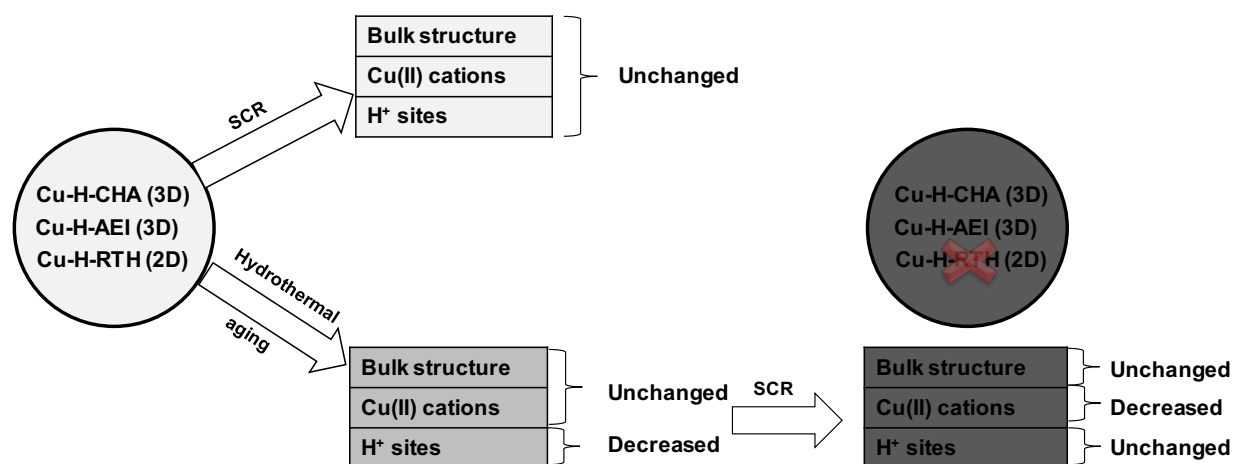 Bulk structure
Cu(II) cations
H⁺ sites
Unchanged
SCR
Cu-H-CHA (3D)
Cu-H-AEI (3D)
Cu-H-RTH (2D)
Hydrothermal
aging
Bulk structure
Cu(II) cations
H⁺ sites
Unchanged
Decreased
SCR
Cu-H-CHA (3D)
Cu-H-AEI (3D)
Cu-H-RTH (2D)
Bulk structure
Cu(II) cations
H⁺ sites
Unchanged
Decreased
Unchanged